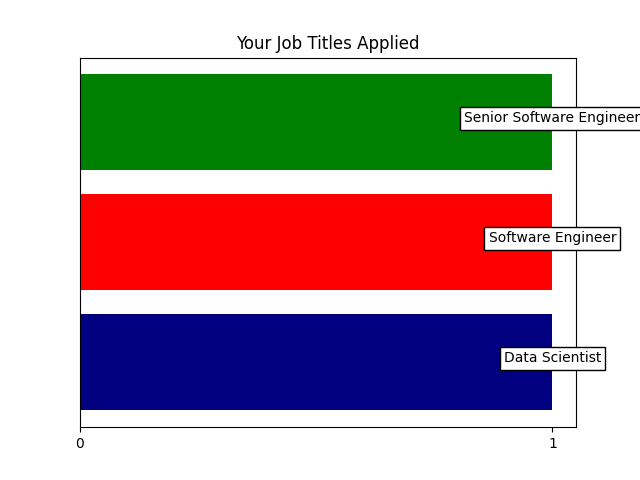 Your Job Titles Applied
Senior Software Engineer
Software Engineer
Data Scientist
0 1